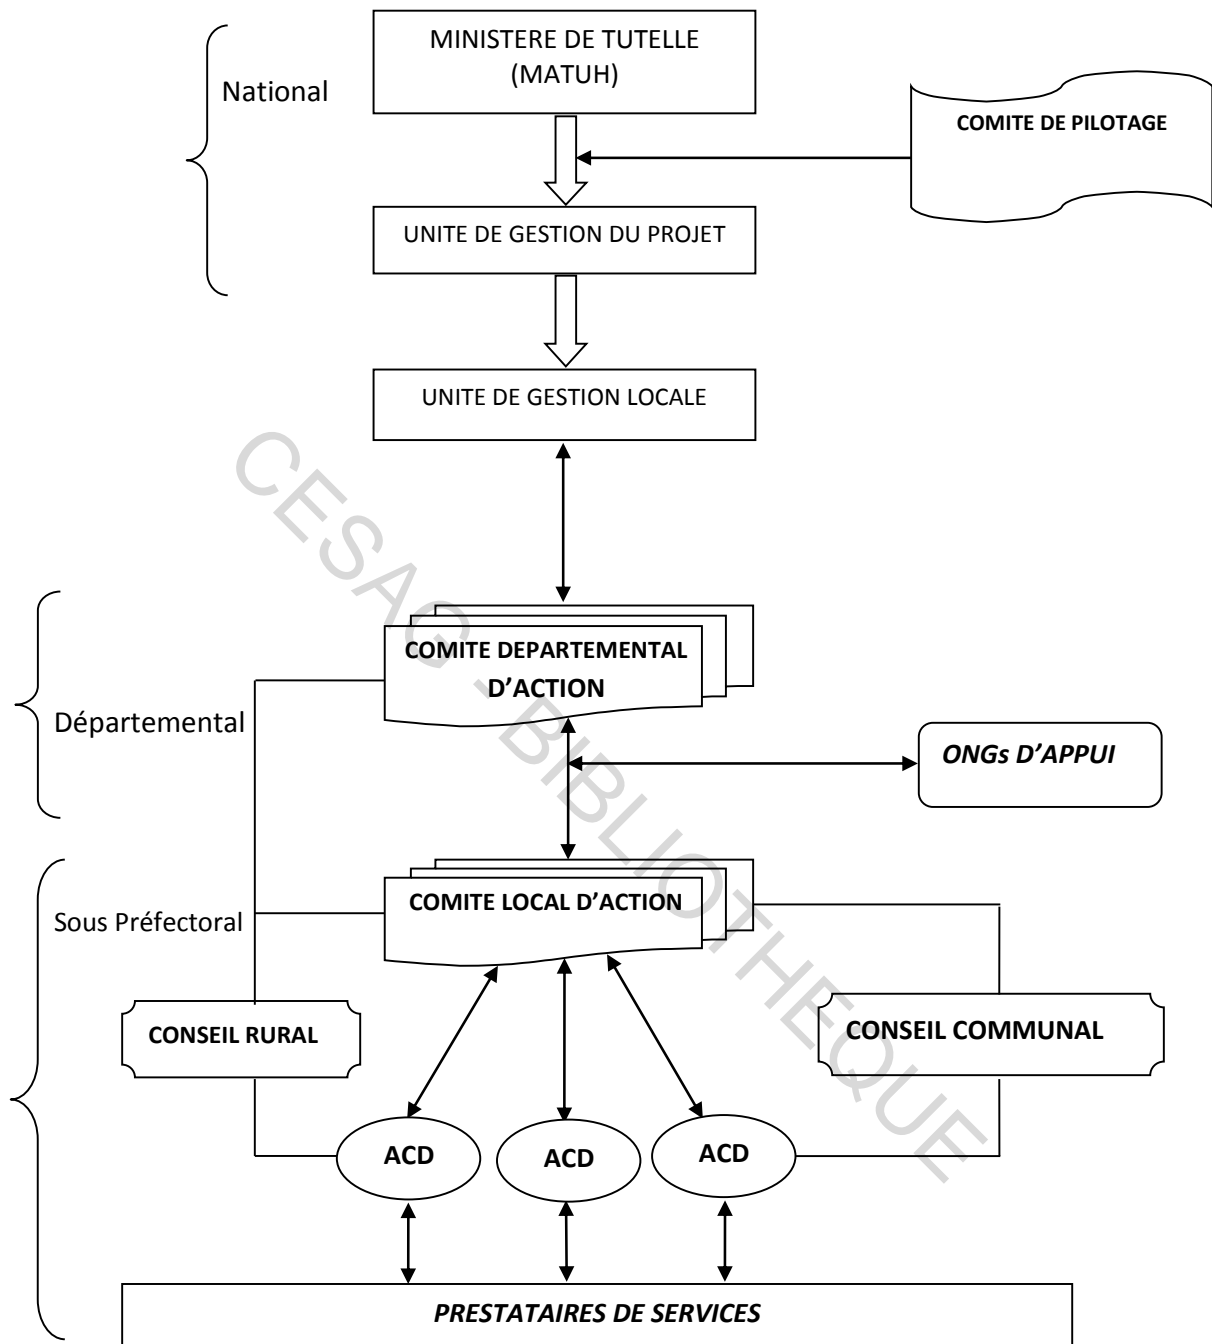 MINISTERE DE TUTELLE
(MATUH)
National
COMITE DE PILOTAGE
UNITE DE GESTION DU PROJET
UNITE DE GESTION LOCALE
CESAG - BIBLIOTHEQUE
COMITE DEPARTEMENTAL
D’ACTION
Départemental
ONGs D’APPUI
COMITE LOCAL D’ACTION
Sous Préfectoral
CONSEIL RURAL
CONSEIL COMMUNAL
ACD
ACD
ACD
PRESTATAIRES DE SERVICES